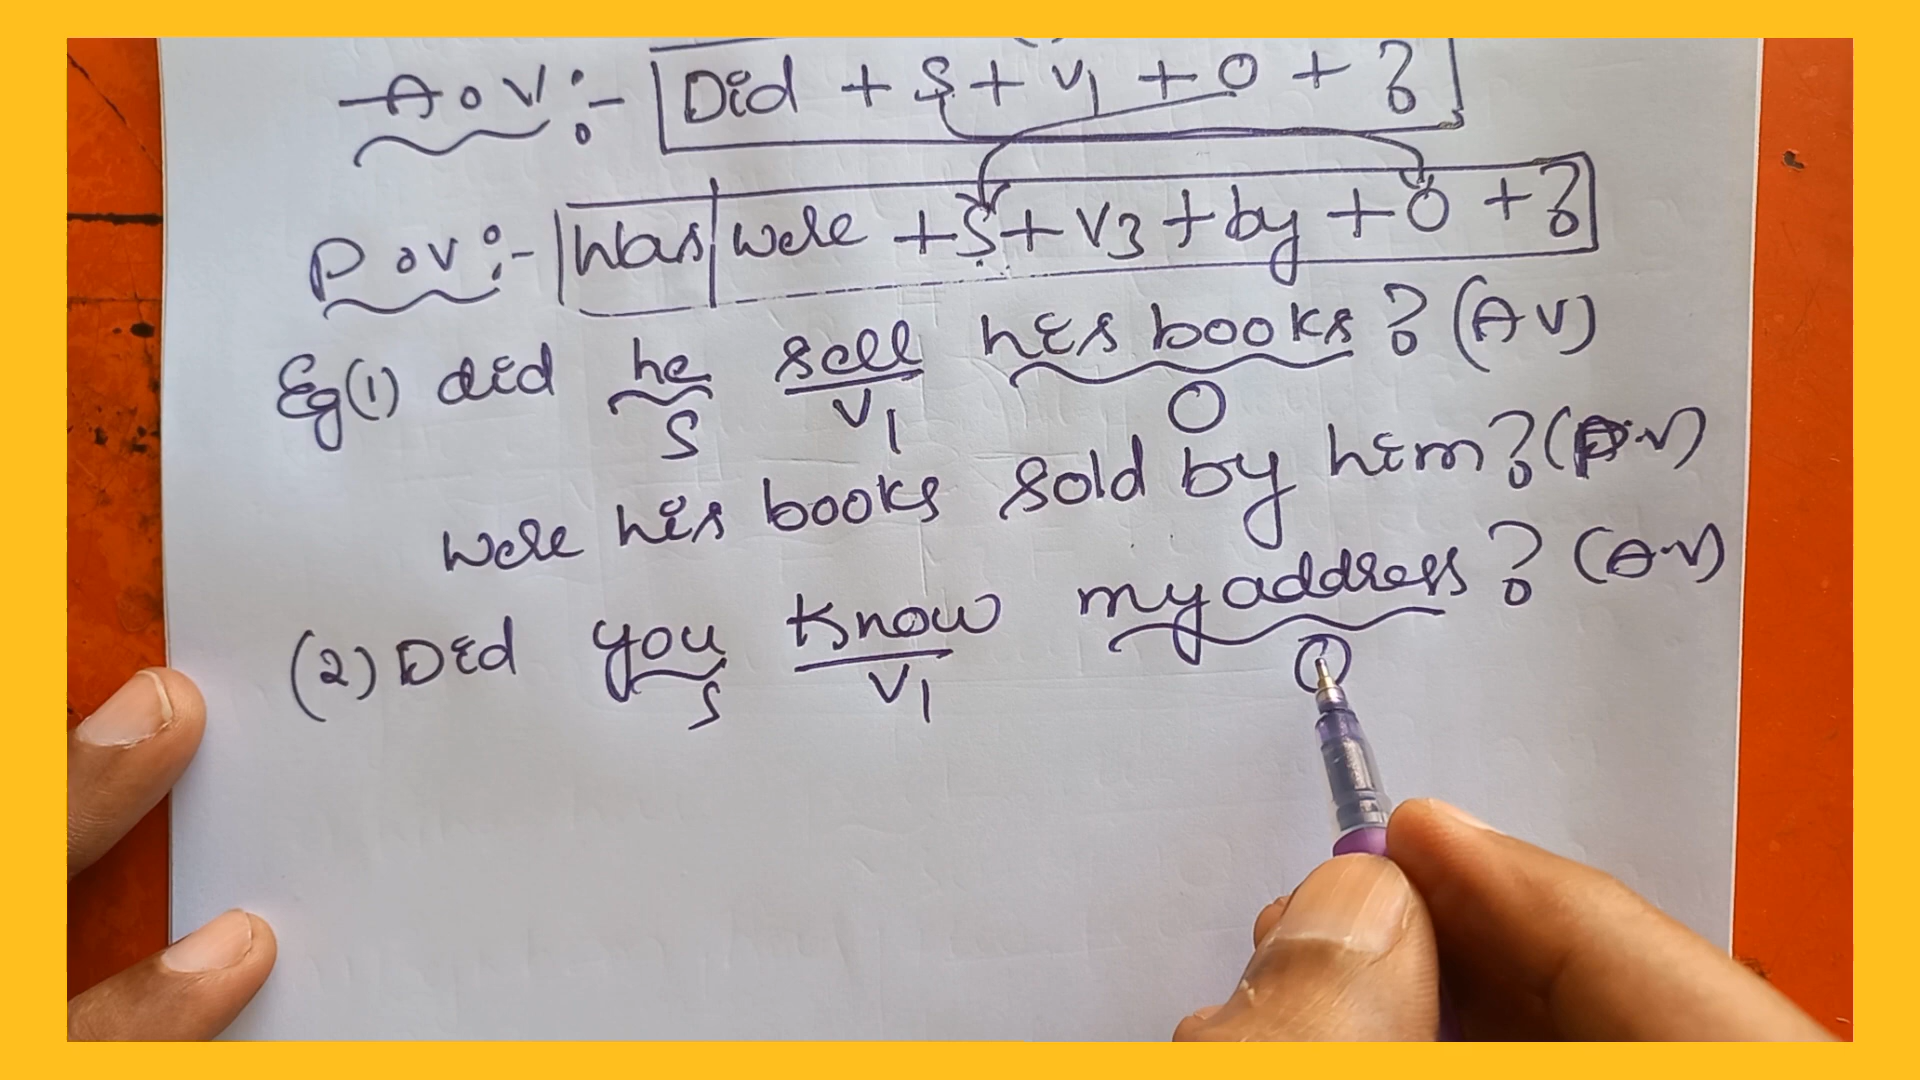 A o V :- Did + S + V1 + O + ?
P o V :- Was were + S + V3 + by + O + ?
Eg(1) did he sell his books ? (A V)
S V1 O
were his books sold by him? (P.V)
(2) Did you know my address ? (A.V)
S V1 O